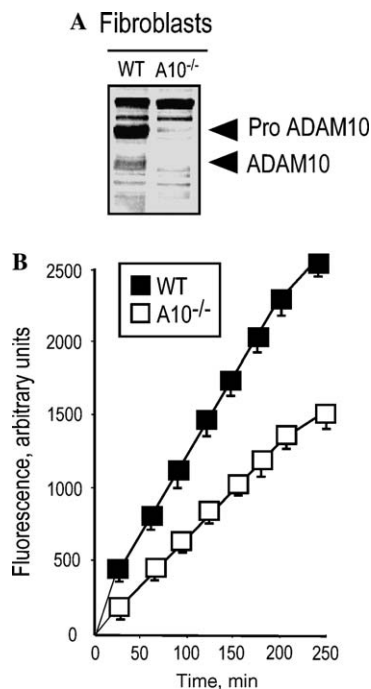 A Fibroblasts
WT A10-/-
Pro ADAM10
ADAM10
B
WT
A10-/-
Fluorescence, arbitrary units
2500
2000
1500
1000
500
0
0 50 100 150 200 250
Time, min